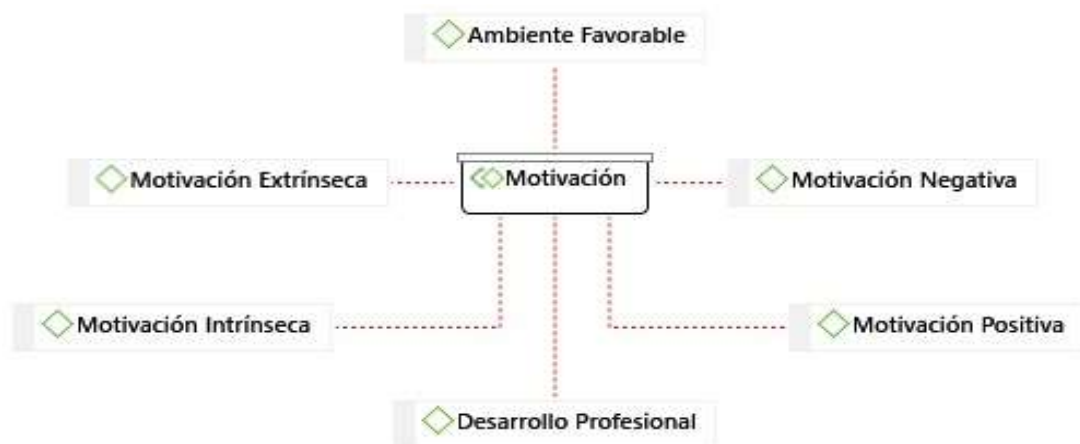 Ambiente Favorable
Motivación Extrínseca
Motivación
Motivación Negativa
Motivación Intrínseca
Motivación Positiva
Desarrollo Profesional